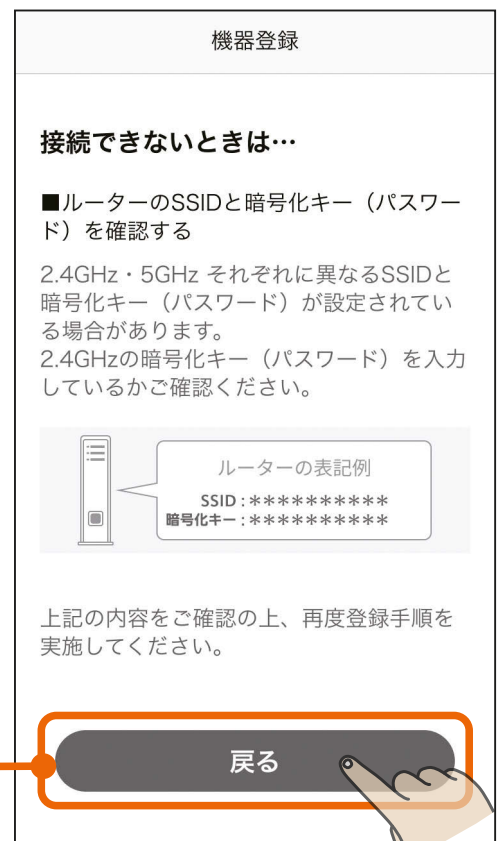 機器登録
接続できないときは…
■ルーターのSSIDと暗号化キー（パスワー
ド）を確認する
2.4GHz・5GHz それぞれに異なるSSIDと
暗号化キー（パスワード）が設定されてい
る場合があります。
2.4GHzの暗号化キー（パスワード）を入力
しているかご確認ください。
ルーターの表記例
SSID : **********
暗号化キー : **********
上記の内容をご確認の上、再度登録手順を
実施してください。
戻る